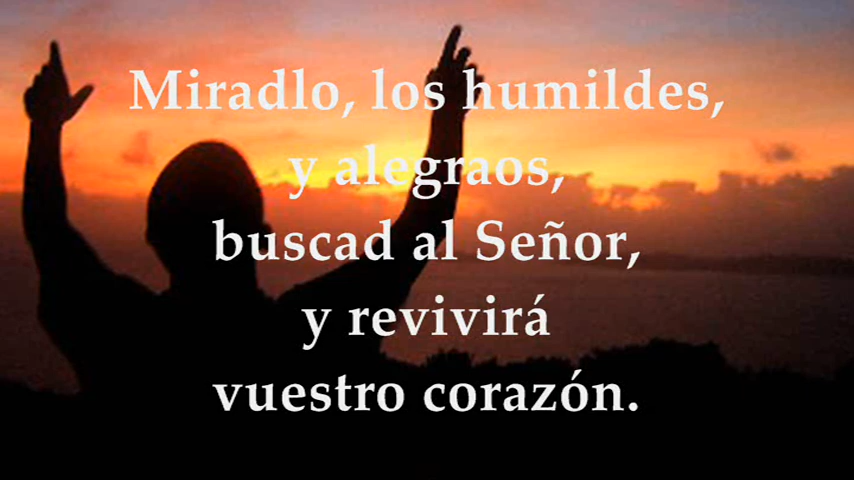 Miradlo, los humildes,
y alegraos,
buscad al Señor,
y revivirá
vuestro corazón.